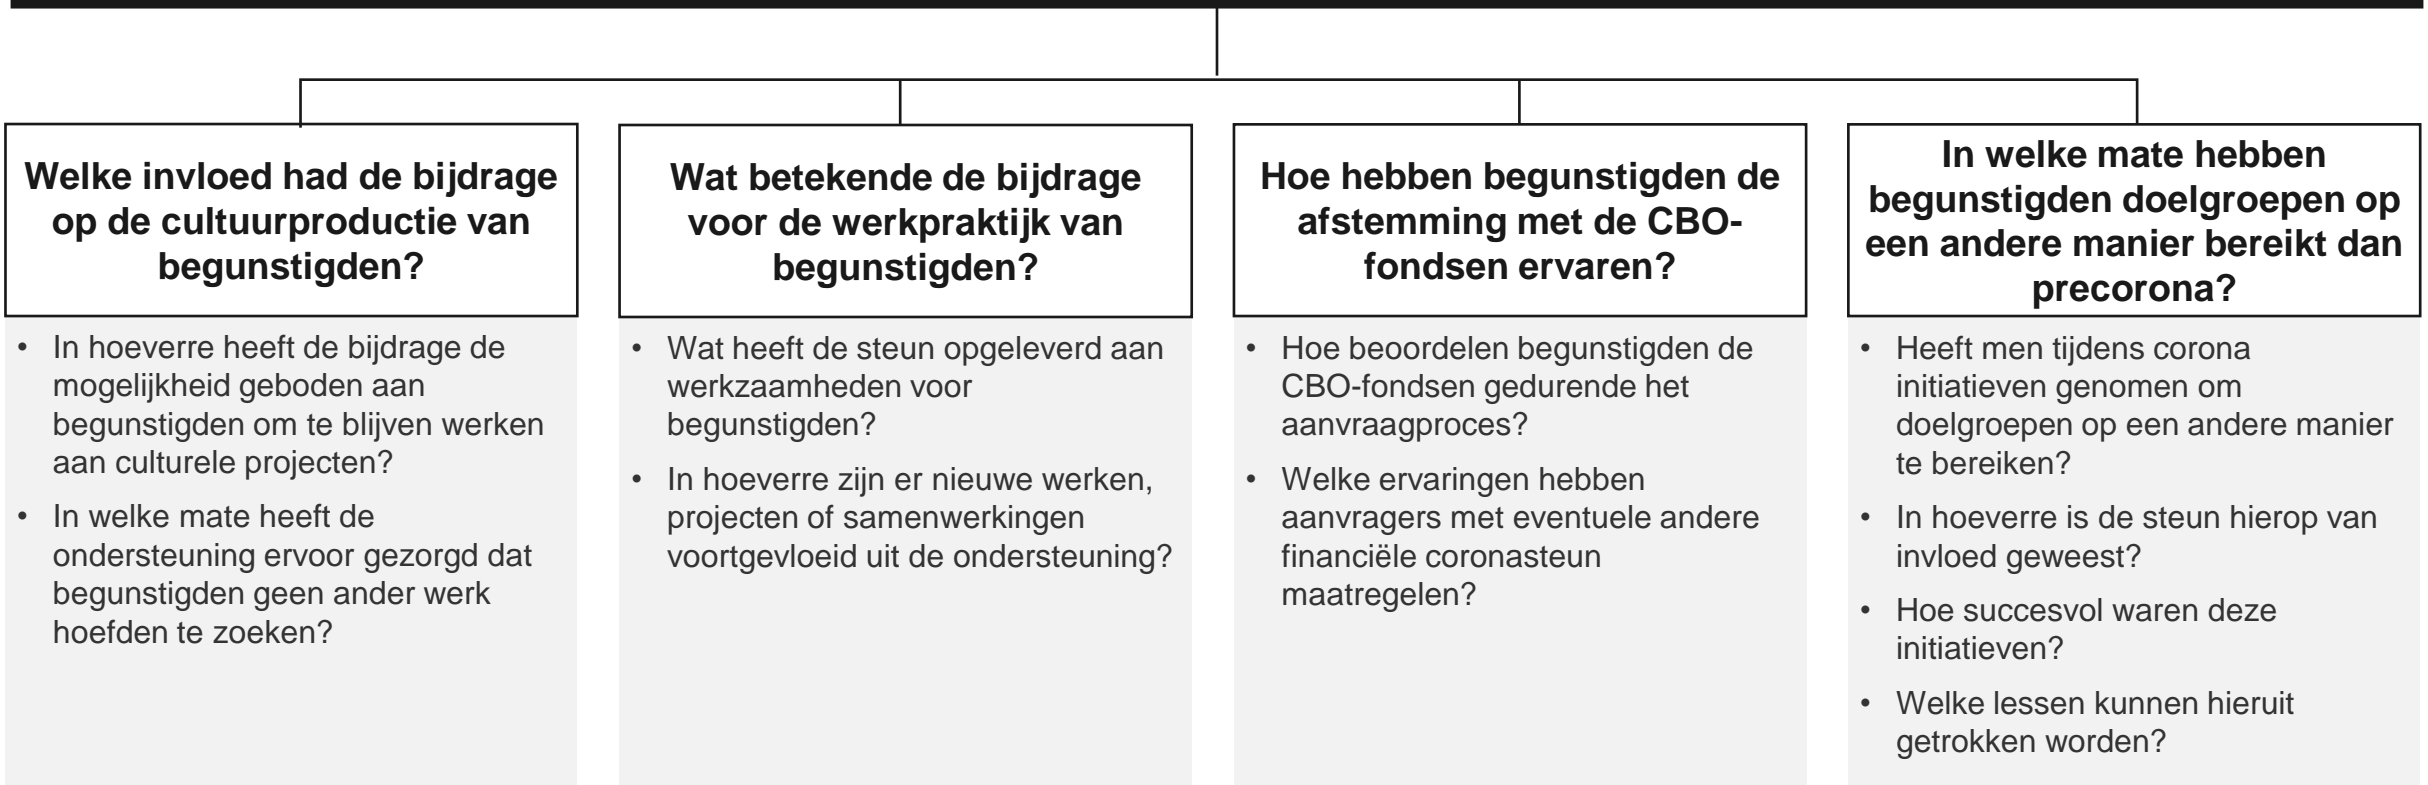 Welke invloed had de bijdrage
op de cultuurproductie van
begunstigden?
• In hoeverre heeft de bijdrage de
mogelijkheid geboden aan
begunstigden om te blijven werken
aan culturele projecten?
• In welke mate heeft de
ondersteuning ervoor gezorgd dat
begunstigden geen ander werk
hoefden te zoeken?
Wat betekende de bijdrage
voor de werkpraktijk van
begunstigden?
• Wat heeft de steun opgeleverd aan
werkzaamheden voor
begunstigden?
• In hoeverre zijn er nieuwe werken,
projecten of samenwerkingen
voortgevloeid uit de ondersteuning?
Hoe hebben begunstigden de
afstemming met de CBO-
fondsen ervaren?
• Hoe beoordelen begunstigden de
CBO-fondsen gedurende het
aanvraagproces?
• Welke ervaringen hebben
aanvragers met eventuele andere
financiële coronasteun
maatregelen?
In welke mate hebben
begunstigden doelgroepen op
een andere manier bereikt dan
precorona?
• Heeft men tijdens corona
initiatieven genomen om
doelgroepen op een andere manier
te bereiken?
• In hoeverre is de steun hierop van
invloed geweest?
• Hoe succesvol waren deze
initiatieven?
• Welke lessen kunnen hieruit
getrokken worden?